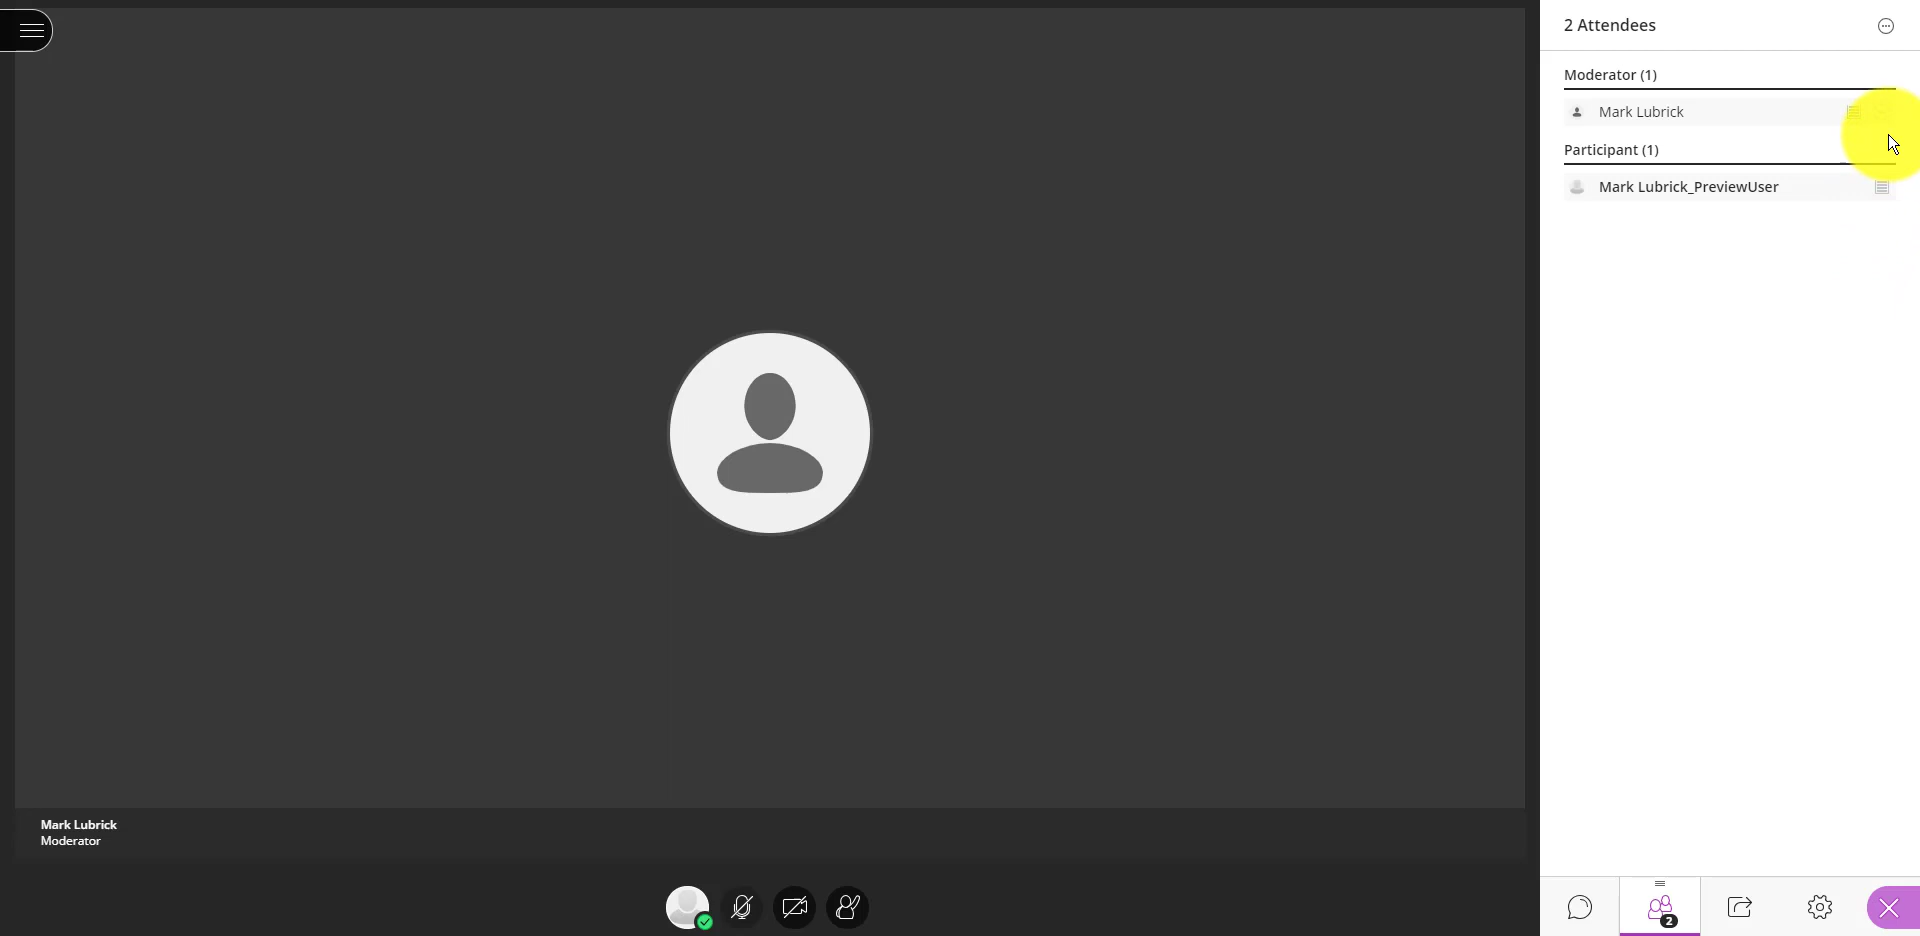 2 Attendees
Moderator (1)
Mark Lubrick
Participant (1)
Mark Lubrick_PreviewUser
Mark Lubrick
Moderator
2